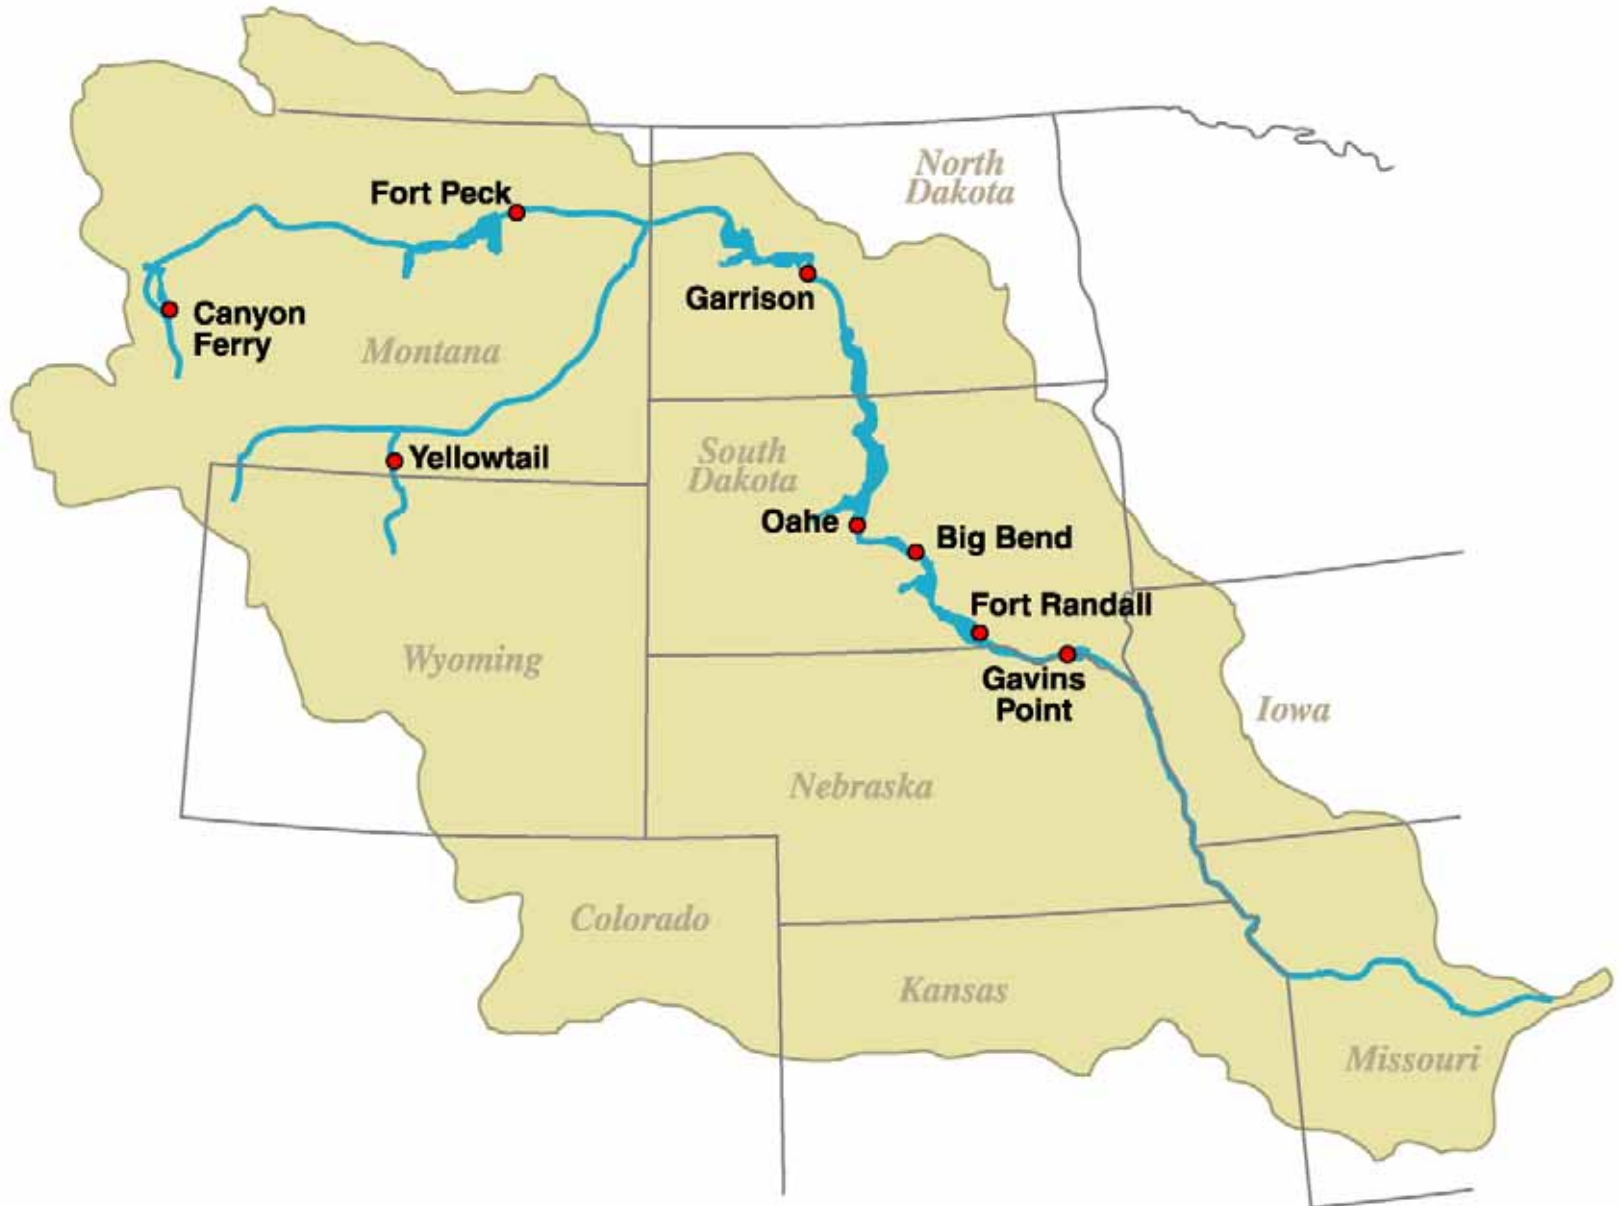 North
Dakota
Fort Peck
Garrison
Canyon
Ferry
Montana
South
Dakota
Yellowtail
Oahe
Big Bend
Fort Randall
Wyoming
Gavins
Point
Iowa
Nebraska
Colorado
Kansas
Missouri